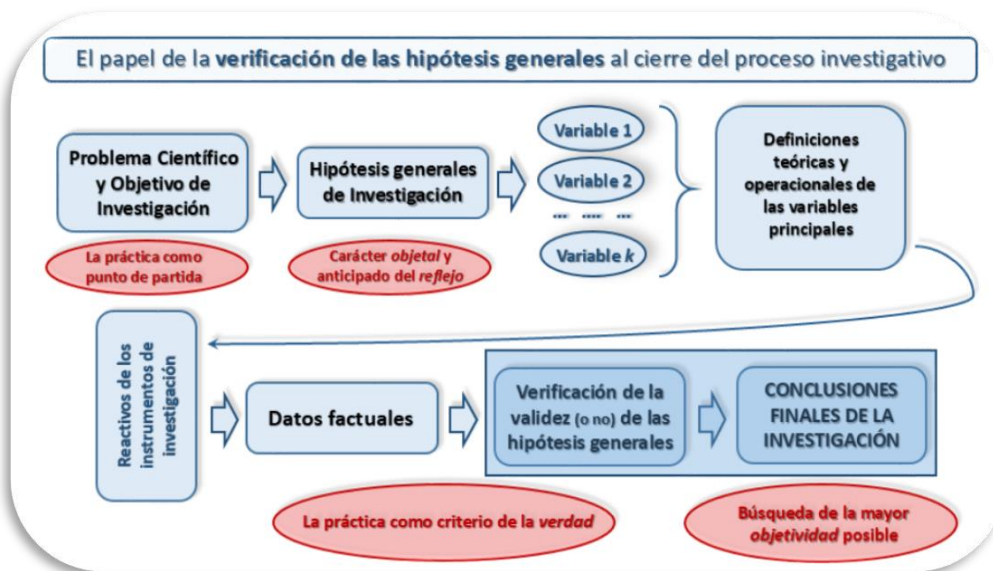 El papel de la verificación de las hipótesis generales al cierre del proceso investigativo
Problema Científico
y Objetivo de
Investigación
La práctica como
punto de partida
Hipótesis generales
de Investigación
Carácter objetal y
anticipado del reflejo
Variable 1
Variable 2
... .... ...
Variable k
Definiciones
teóricas y
operacionales de
las variables
principales
Reactivos de los
instrumentos de
investigación
Datos factuales
Verificación de la
validez (o no) de las
hipótesis generales
CONCLUSIONES
FINALES DE LA
INVESTIGACIÓN
La práctica como criterio de la verdad
Búsqueda de la mayor
objetividad posible